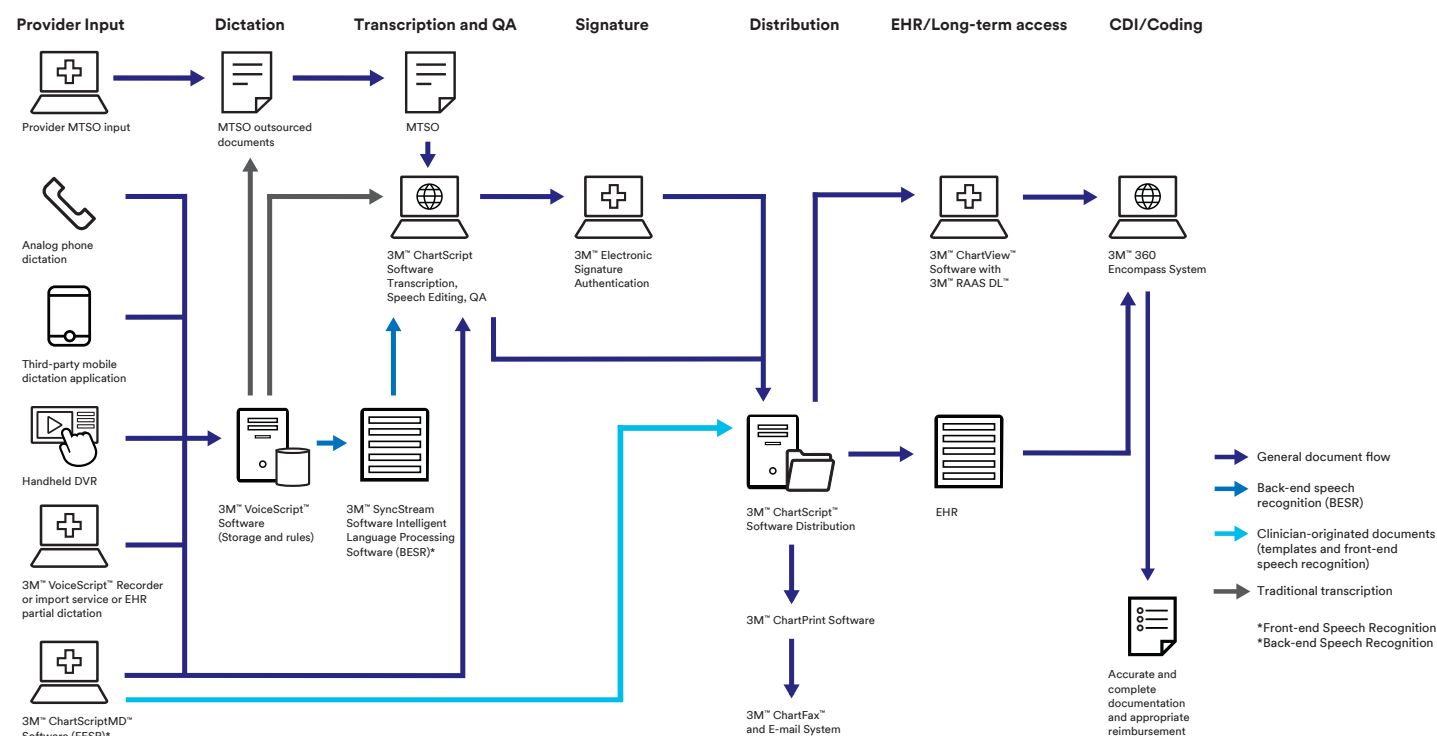 Provider Input
Dictation
Transcription and QA
Signature
Distribution
EHR/Long-term access
CDI/Coding
Provider MTSO input
MTSO outsourced
documents
MTSO
Analog phone
dictation
3M™ ChartScript
Software
Transcription,
Speech Editing, QA
3M™ Electronic
Signature
Authentication
3M™ ChartView™
Software with
3M™ RAAS DL™
3M™ 360
Encompass System
Third-party mobile
dictation application
Handheld DVR
3M™ VoiceScript™
Software
(Storage and rules)
3M™ SyncStream
Software Intelligent
Language Processing
Software (BESR)*
3M™ ChartScript™
Software Distribution
EHR
General document flow
Back-end speech
recognition (BESR)
Clinician-originated documents
(templates and front-end
speech recognition)
Traditional transcription
*Front-end Speech Recognition
*Back-end Speech Recognition
3M™ VoiceScript™ Recorder
or import service or EHR
partial dictation
3M™ ChartPrint Software
3M™ ChartScriptMD™
Software (FESR)*
3M™ ChartFax™
and E-mail System
Accurate and
complete
documentation
and appropriate
reimbursement